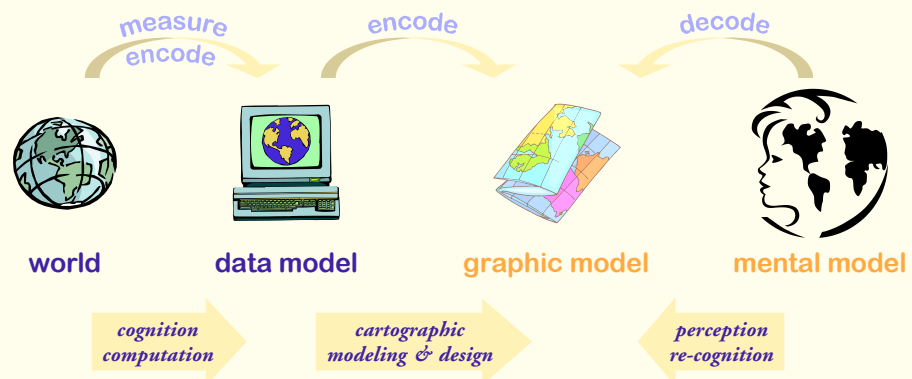 measure
encode
encode
decode
world
data model
graphic model
mental model
cognition
computation
cartographic
modeling & design
perception
re-cognition